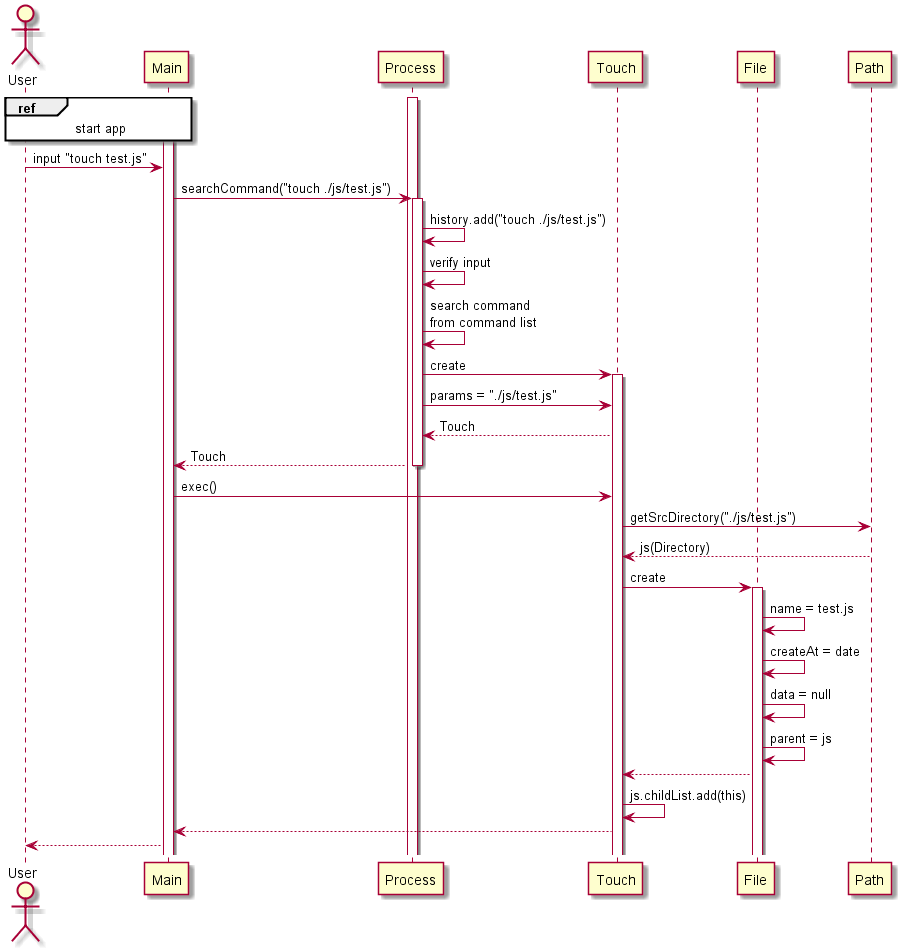 User
Main
Process
Touch
File
Path
ref
start app
input "touch test.js"
searchCommand("touch ./js/test.js")
history.add("touch ./js/test.js")
verify input
search command
from command list
create
params = "./js/test.js"
Touch
Touch
exec()
getSrcDirectory("./js/test.js")
js(Directory)
create
name = test.js
createAt = date
data = null
parent = js
js.childList.add(this)
User
Main
Process
Touch
File
Path